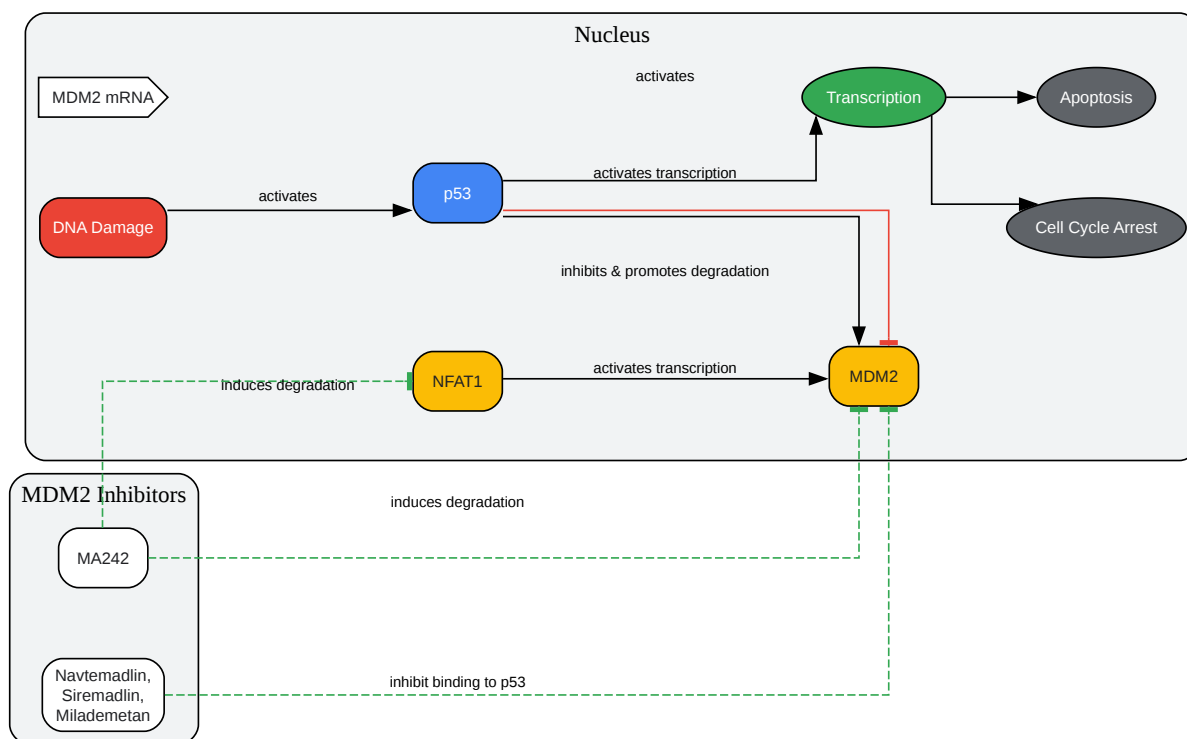 Nucleus
activates
MDM2 mRNA
Transcription
Apoptosis
activates transcription
p53
activates
DNA Damage
Cell Cycle Arrest
inhibits & promotes degradation
activates transcription
NFAT1
MDM2
induces degradation
MDM2 Inhibitors
induces degradation
MA242
Navtemadlin,
Siremadlin,
Milademetan
inhibit binding to p53